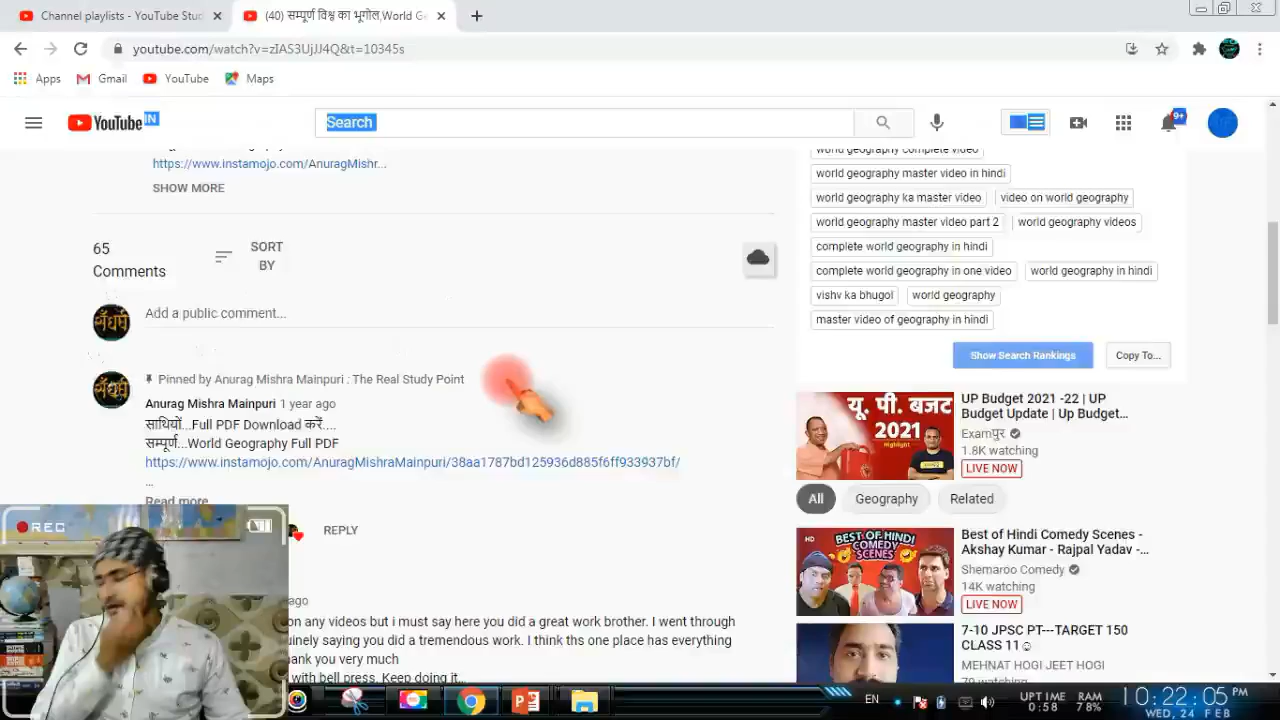 Channel playlists - YouTube Stud
(40) सम्पूर्ण विश्व का भूगोल,World Ge
youtube.com/watch?v=zIAS3UjJJ4Q&t=10345s
Apps
Gmail
YouTube
Maps
YouTube IN
Search
9+
https://www.instamojo.com/AnuragMishr...
SHOW MORE
65
Comments
SORT
BY
Add a public comment...
Pinned by Anurag Mishra Mainpuri : The Real Study Point
Anurag Mishra Mainpuri 1 year ago
साथियों...Full PDF Download करें....
सम्पूर्ण...World Geography Full PDF
https://www.instamojo.com/AnuragMishraMainpuri/38aa1787bd125936d885f6ff933937bf/
...
Read more
REPLY
ago
on any videos but i must say here you did a great work brother. I went through
inely saying you did a tremendous work. I think ths one place has everything
hank you very much
with bell press. Keep doing it...
REC
world geography complete video
world geography master video in hindi
world geography ka master video
video on world geography
world geography master video part 2
world geography videos
complete world geography in hindi
complete world geography in one video
world geography in hindi
vishv ka bhugol
world geography
master video of geography in hindi
Show Search Rankings
Copy To...
यू. पी. बजट
2021
Highlight
UP Budget 2021 -22 | UP
Budget Update | Up Budget...
Examपुर
1.8K watching
LIVE NOW
All
Geography
Related
HD
BEST OF HINDI
COMEDY
SCENES
Best of Hindi Comedy Scenes -
Akshay Kumar - Rajpal Yadav -...
Shemaroo Comedy
14K watching
LIVE NOW
7-10 JPSC PT---TARGET 150
CLASS 11
MEHNAT HOGI JEET HOGI
79 watching
EN
UPTIME
0:58
RAM
78%
10:22:05 PM
WED, 24 FEB